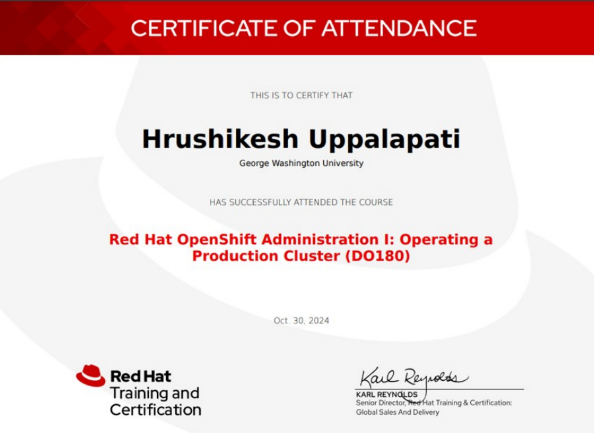 CERTIFICATE OF ATTENDANCE
THIS IS TO CERTIFY THAT
Hrushikesh Uppalapati
George Washington University
HAS SUCCESSFULLY ATTENDED THE COURSE
Red Hat OpenShift Administration I: Operating a
Production Cluster (DO180)
Oct. 30, 2024
Red Hat
Training and
Certification
Karl Reynolds
KARL REYNOLDS
Senior Director, Red Hat Training & Certification:
Global Sales And Delivery